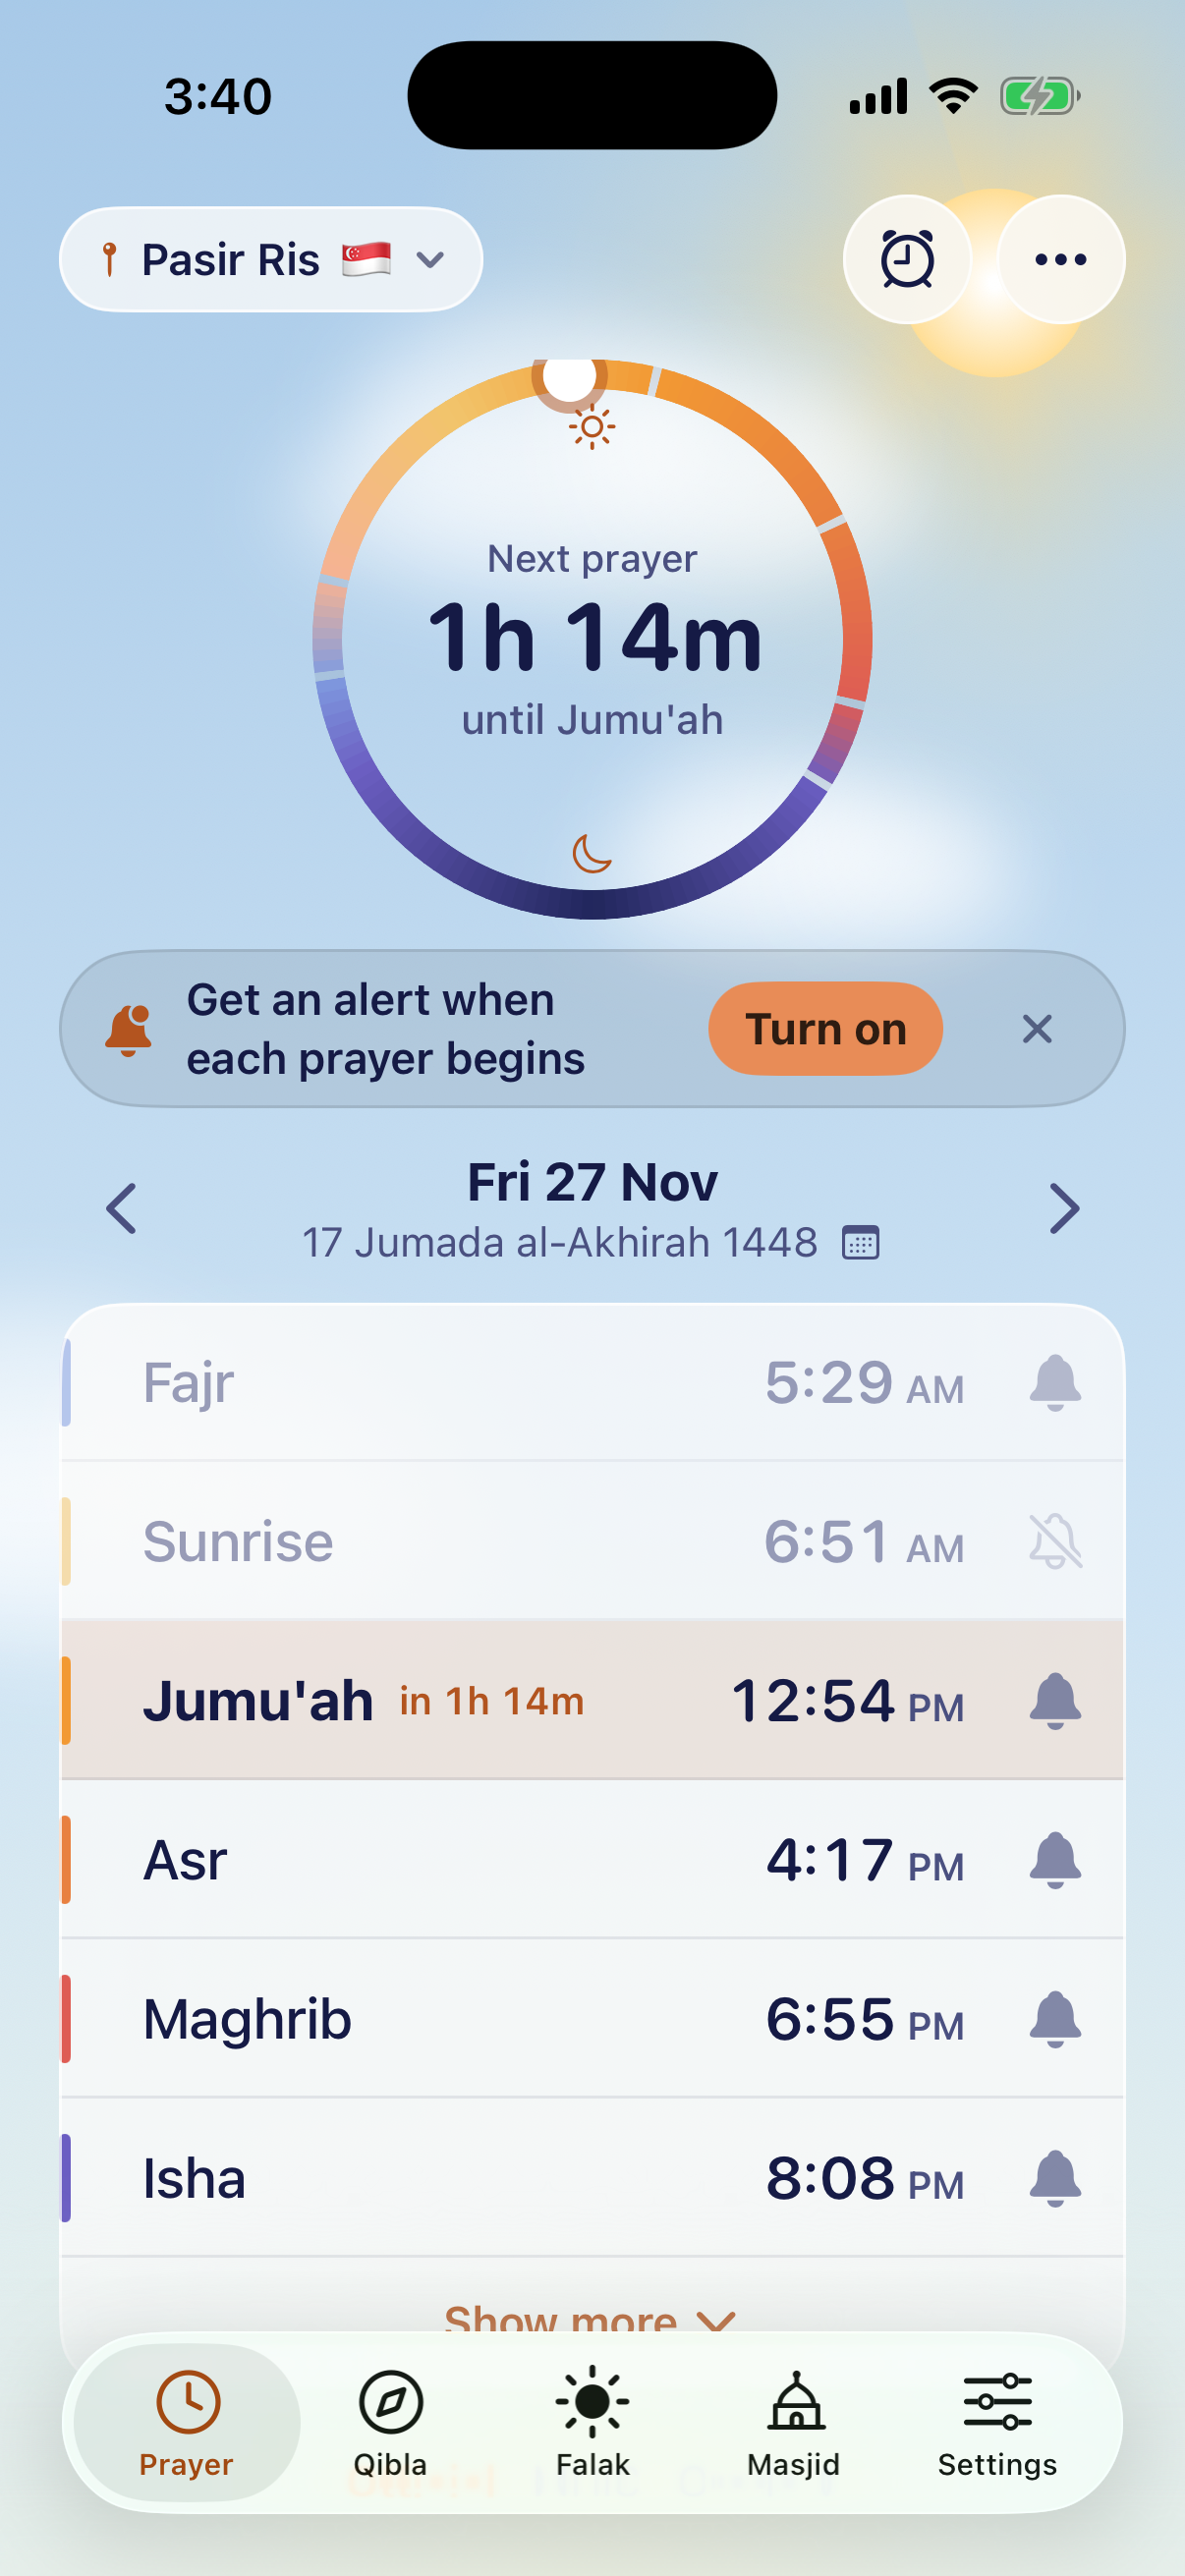 3:40
Pasir Ris
Next prayer
1h 14m
until Jumu'ah
Get an alert when
each prayer begins
Turn on
Fri 27 Nov
17 Jumada al-Akhirah 1448
Fajr 5:29 AM
Sunrise 6:51 AM
Jumu'ah in 1h 14m 12:54 PM
Asr 4:17 PM
Maghrib 6:55 PM
Isha 8:08 PM
Show more
Prayer Qibla Falak Masjid Settings